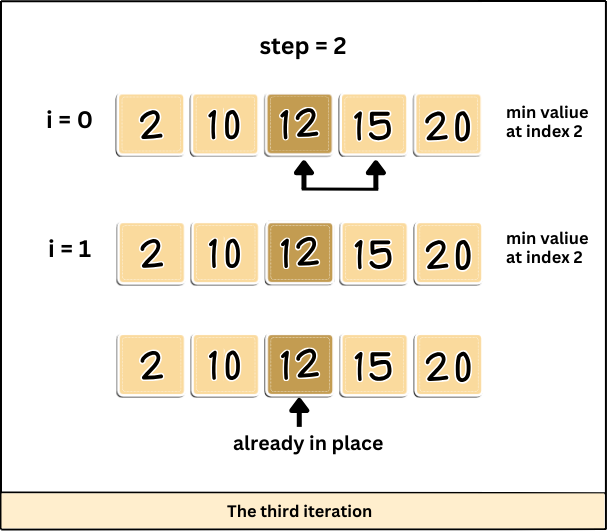 step = 2
i = 0
2 10 12 15 20
min valiue
at index 2
i = 1
2 10 12 15 20
min valiue
at index 2
2 10 12 15 20
already in place
The third iteration